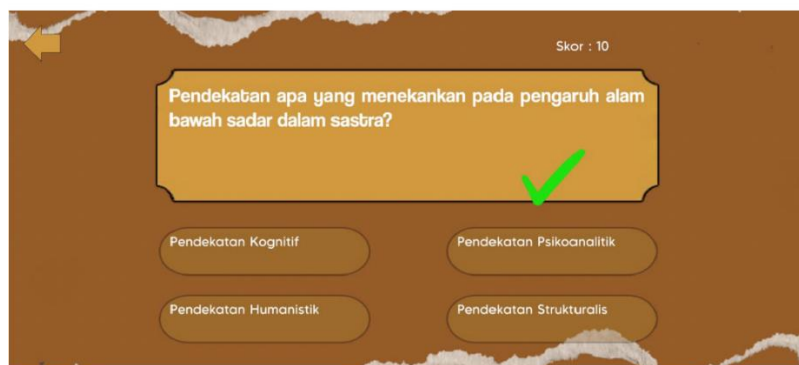 Skor : 10
Pendekatan apa yang menekankan pada pengaruh alam
bawah sadar dalam sastra?
Pendekatan Kognitif
Pendekatan Psikoanalitik
Pendekatan Humanistik
Pendekatan Strukturalis